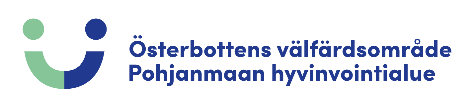 Österbottens välfärdsområde
Pohjanmaan hyvinvointialue